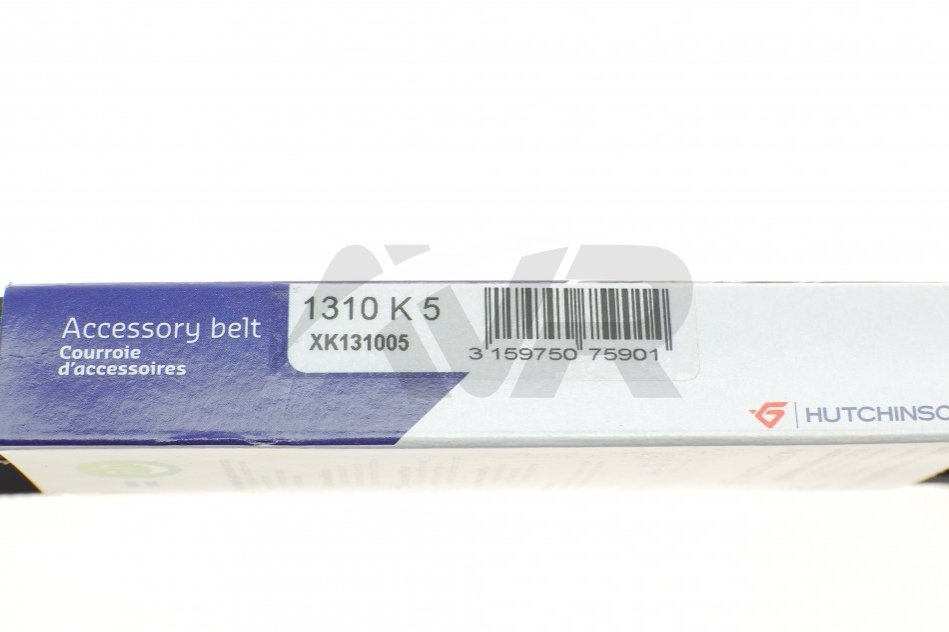 Accessory belt
Courroie
d'accessoires
1310 K 5
XK131005
3 159750 75901
HUTCHINSO